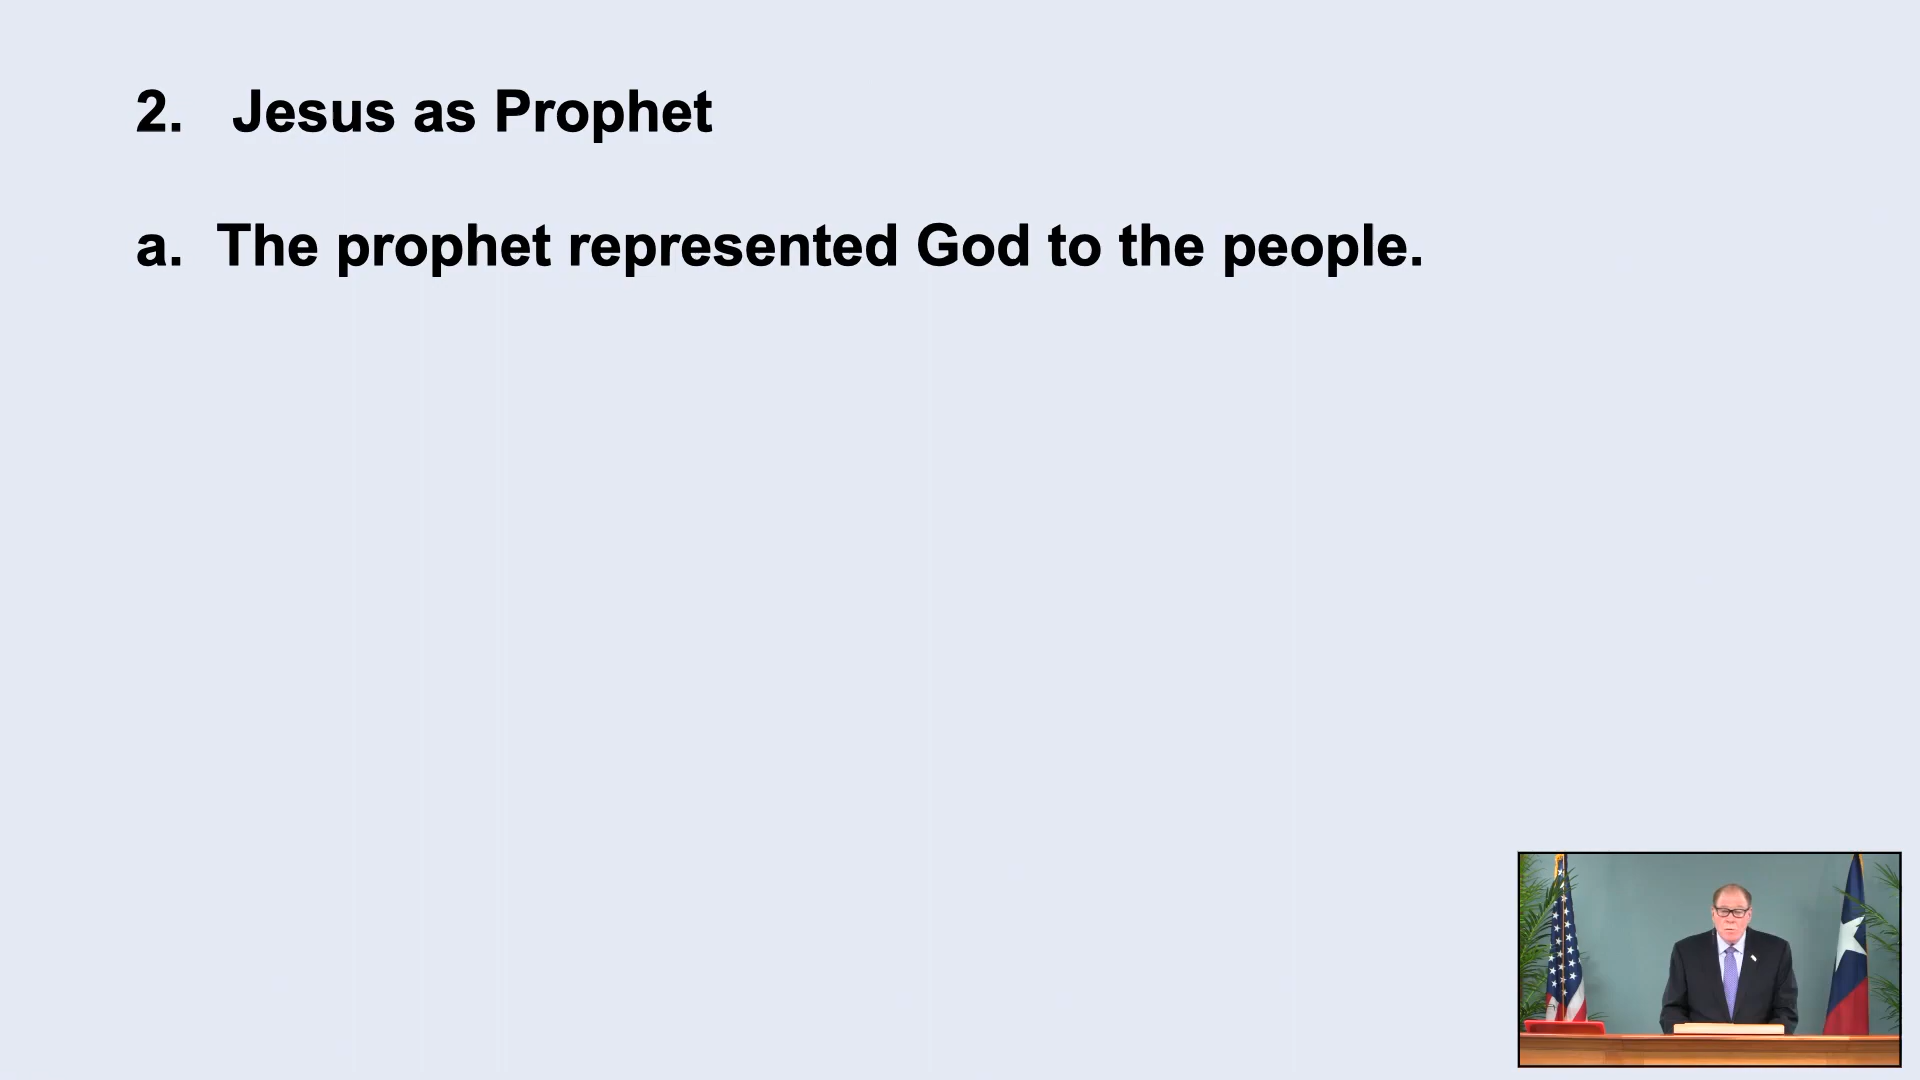 2. Jesus as Prophet
a. The prophet represented God to the people.